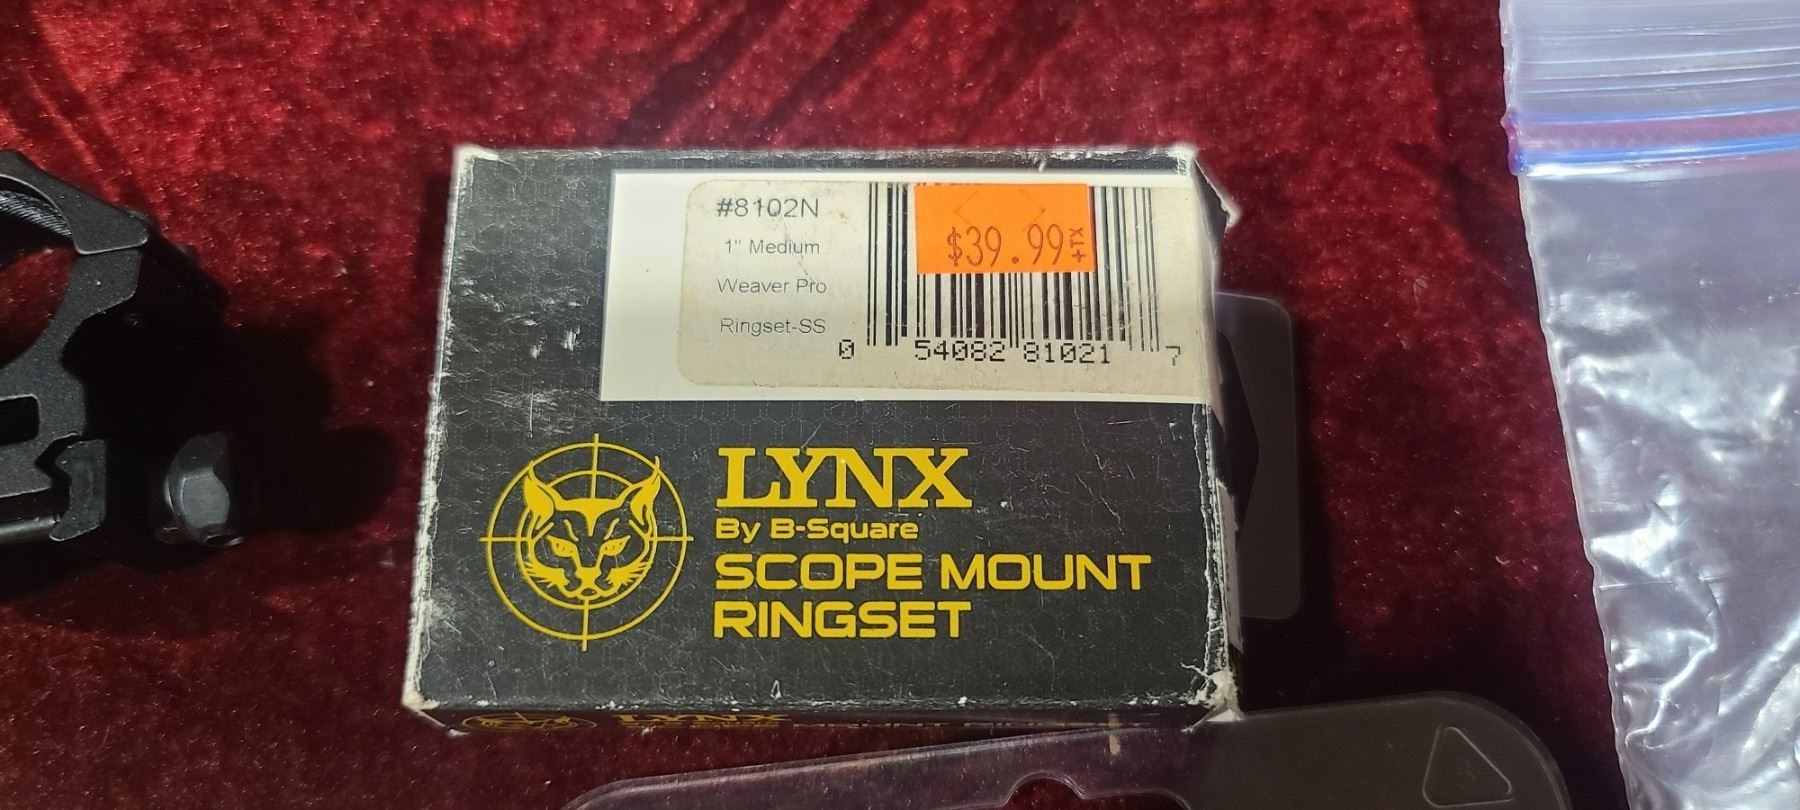 #8102N
1" Medium
Weaver Pro
Ringset-SS
$39.99+TX
0 54082 81021 7
LYNX
By B-Square
SCOPE MOUNT
RINGSET
LYNX